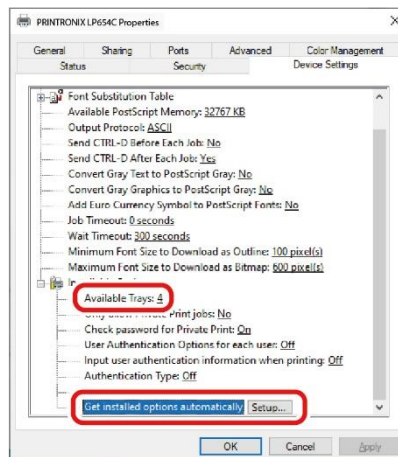 PRINTRONIX LP654C Properties
General Sharing Ports Advanced Color Management
Status Security Device Settings
Font Substitution Table
Available PostScript Memory: 32767 KB
Output Protocol: ASCII
Send CTRL-D Before Each Job: No
Send CTRL-D After Each Job: Yes
Convert Gray Text to PostScript Gray: No
Convert Gray Graphics to PostScript Gray: No
Add Euro Currency Symbol to PostScript Fonts: No
Job Timeout: 0 seconds
Wait Timeout: 300 seconds
Minimum Font Size to Download as Outline: 100 pixel(s)
Maximum Font Size to Download as Bitmap: 600 pixel(s)
Available Trays: 4
Print jobs: No
Check password for Private Print: On
User Authentication Options for each user: Off
Input user authentication information when printing: Off
Authentication Type: Off
Get installed options automatically Setup...
OK Cancel Apply